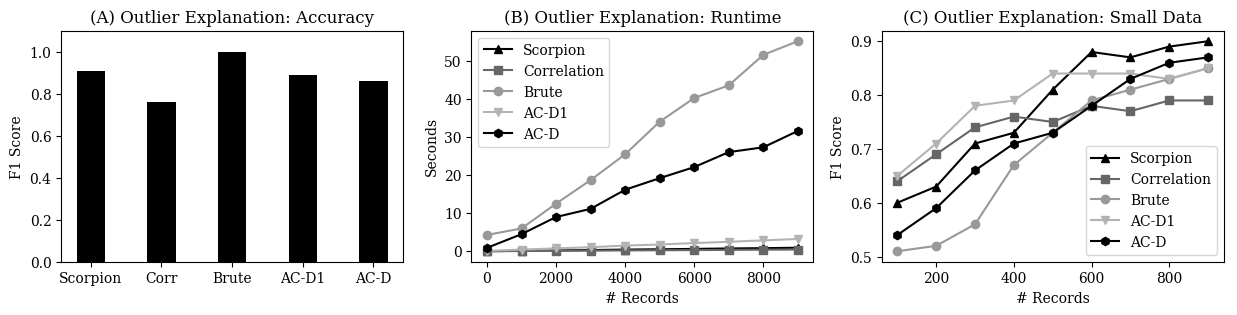 (A) Outlier Explanation: Accuracy
F1 Score
1.0
0.8
0.6
0.4
0.2
0.0
Scorpion Corr Brute AC-D1 AC-D
(B) Outlier Explanation: Runtime
Seconds
50
40
30
20
10
0
Scorpion
Correlation
Brute
AC-D1
AC-D
0 2000 4000 6000 8000
# Records
(C) Outlier Explanation: Small Data
F1 Score
0.9
0.8
0.7
0.6
0.5
Scorpion
Correlation
Brute
AC-D1
AC-D
200 400 600 800
# Records